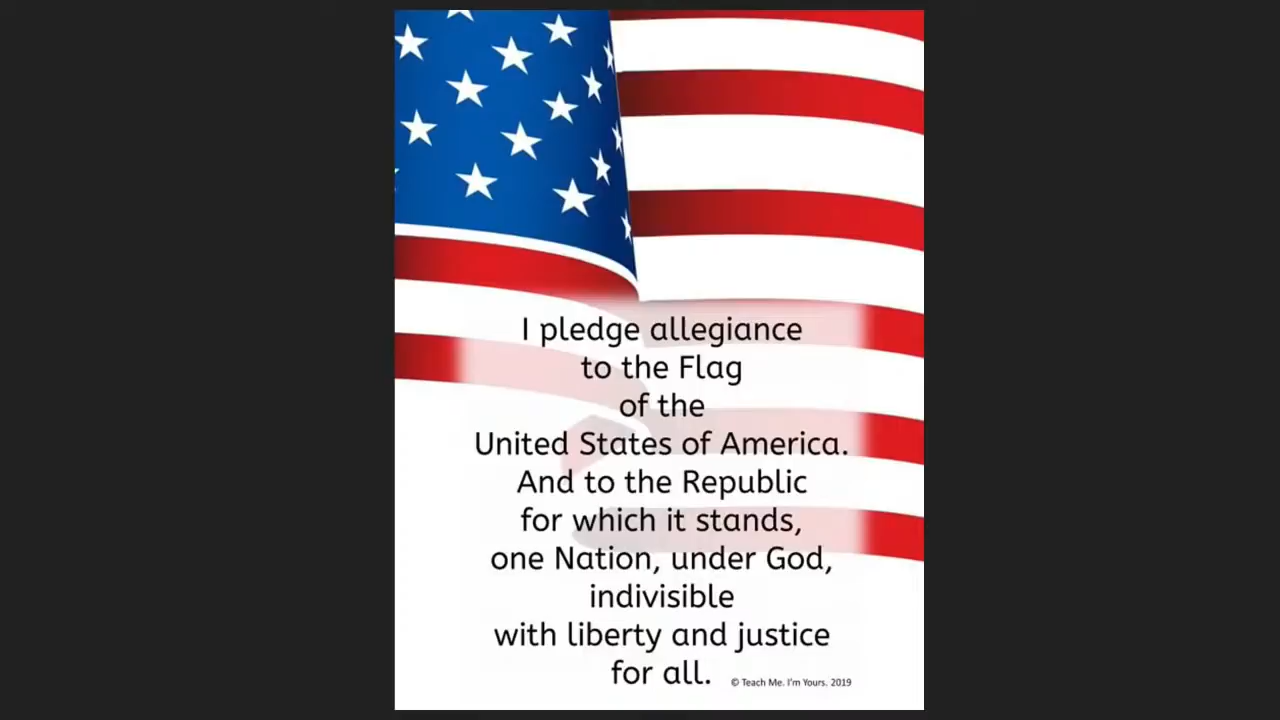 I pledge allegiance
to the Flag
of the
United States of America.
And to the Republic
for which it stands,
one Nation, under God,
indivisible
with liberty and justice
for all.
© Teach Me. I'm Yours. 2019